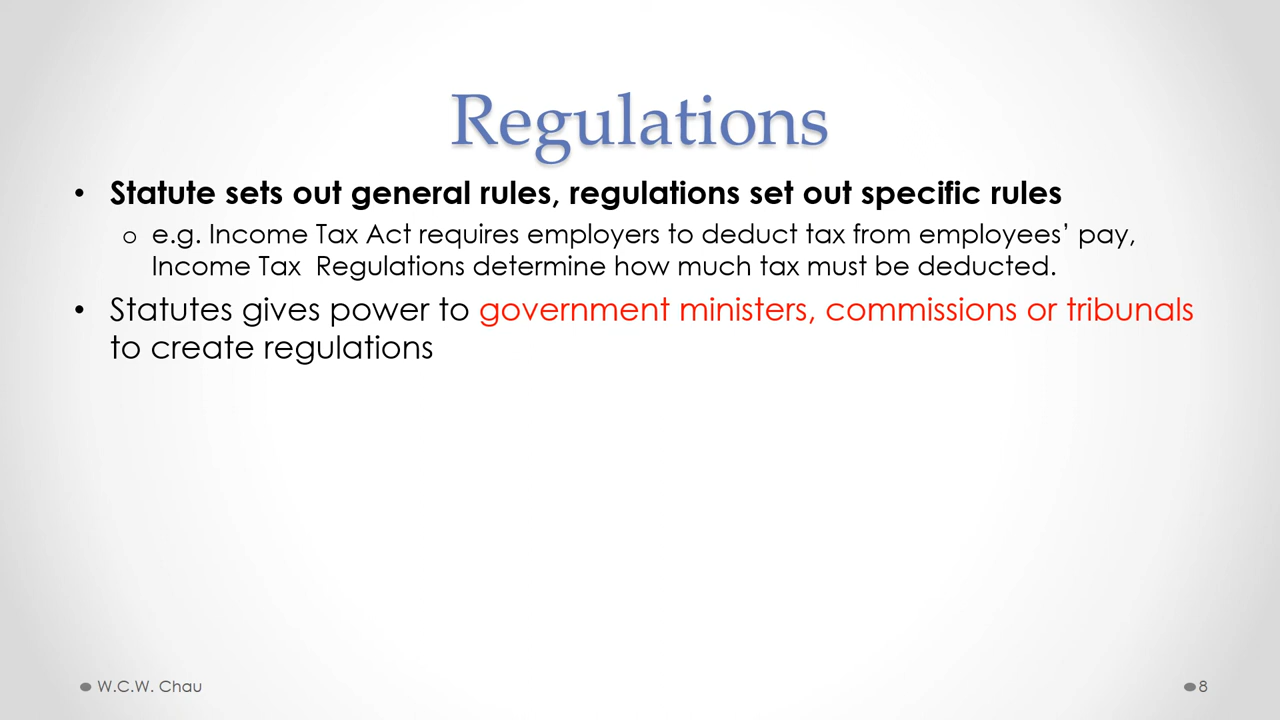 Regulations
• Statute sets out general rules, regulations set out specific rules
o e.g. Income Tax Act requires employers to deduct tax from employees’ pay,
Income Tax  Regulations determine how much tax must be deducted.
• Statutes gives power to government ministers, commissions or tribunals
to create regulations
W.C.W. Chau
8